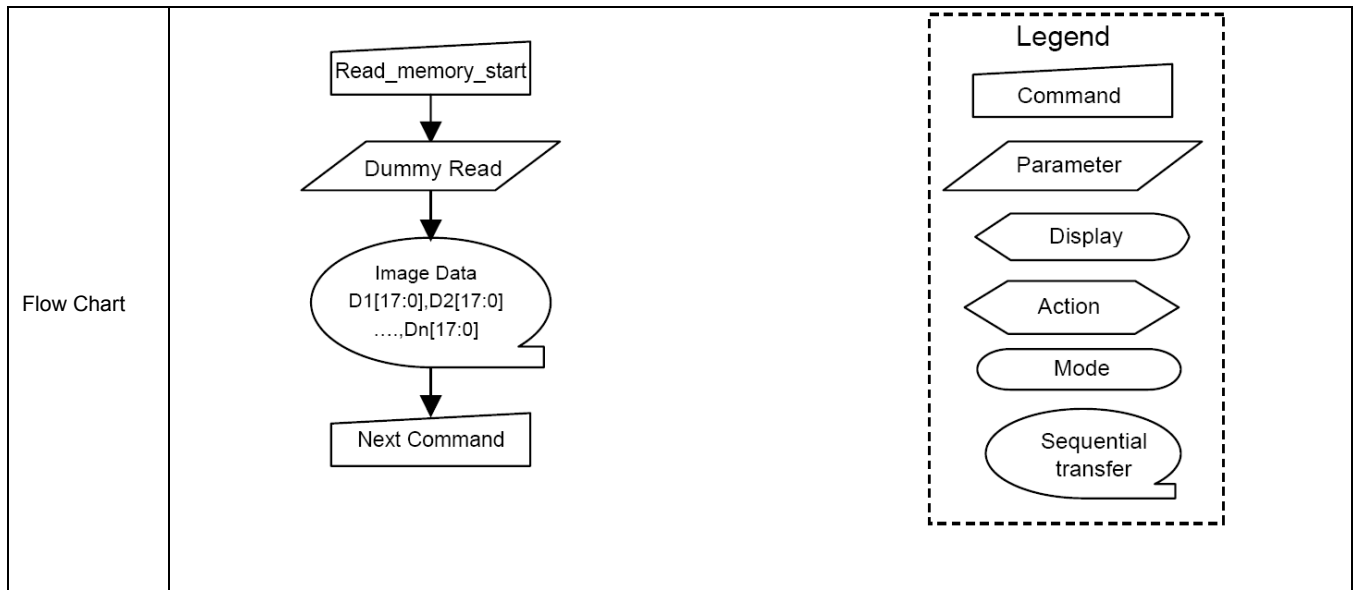 Flow Chart
Read_memory_start
Dummy Read
Image Data
D1[17:0],D2[17:0]
....,Dn[17:0]
Next Command
Legend
Command
Parameter
Display
Action
Mode
Sequential
transfer